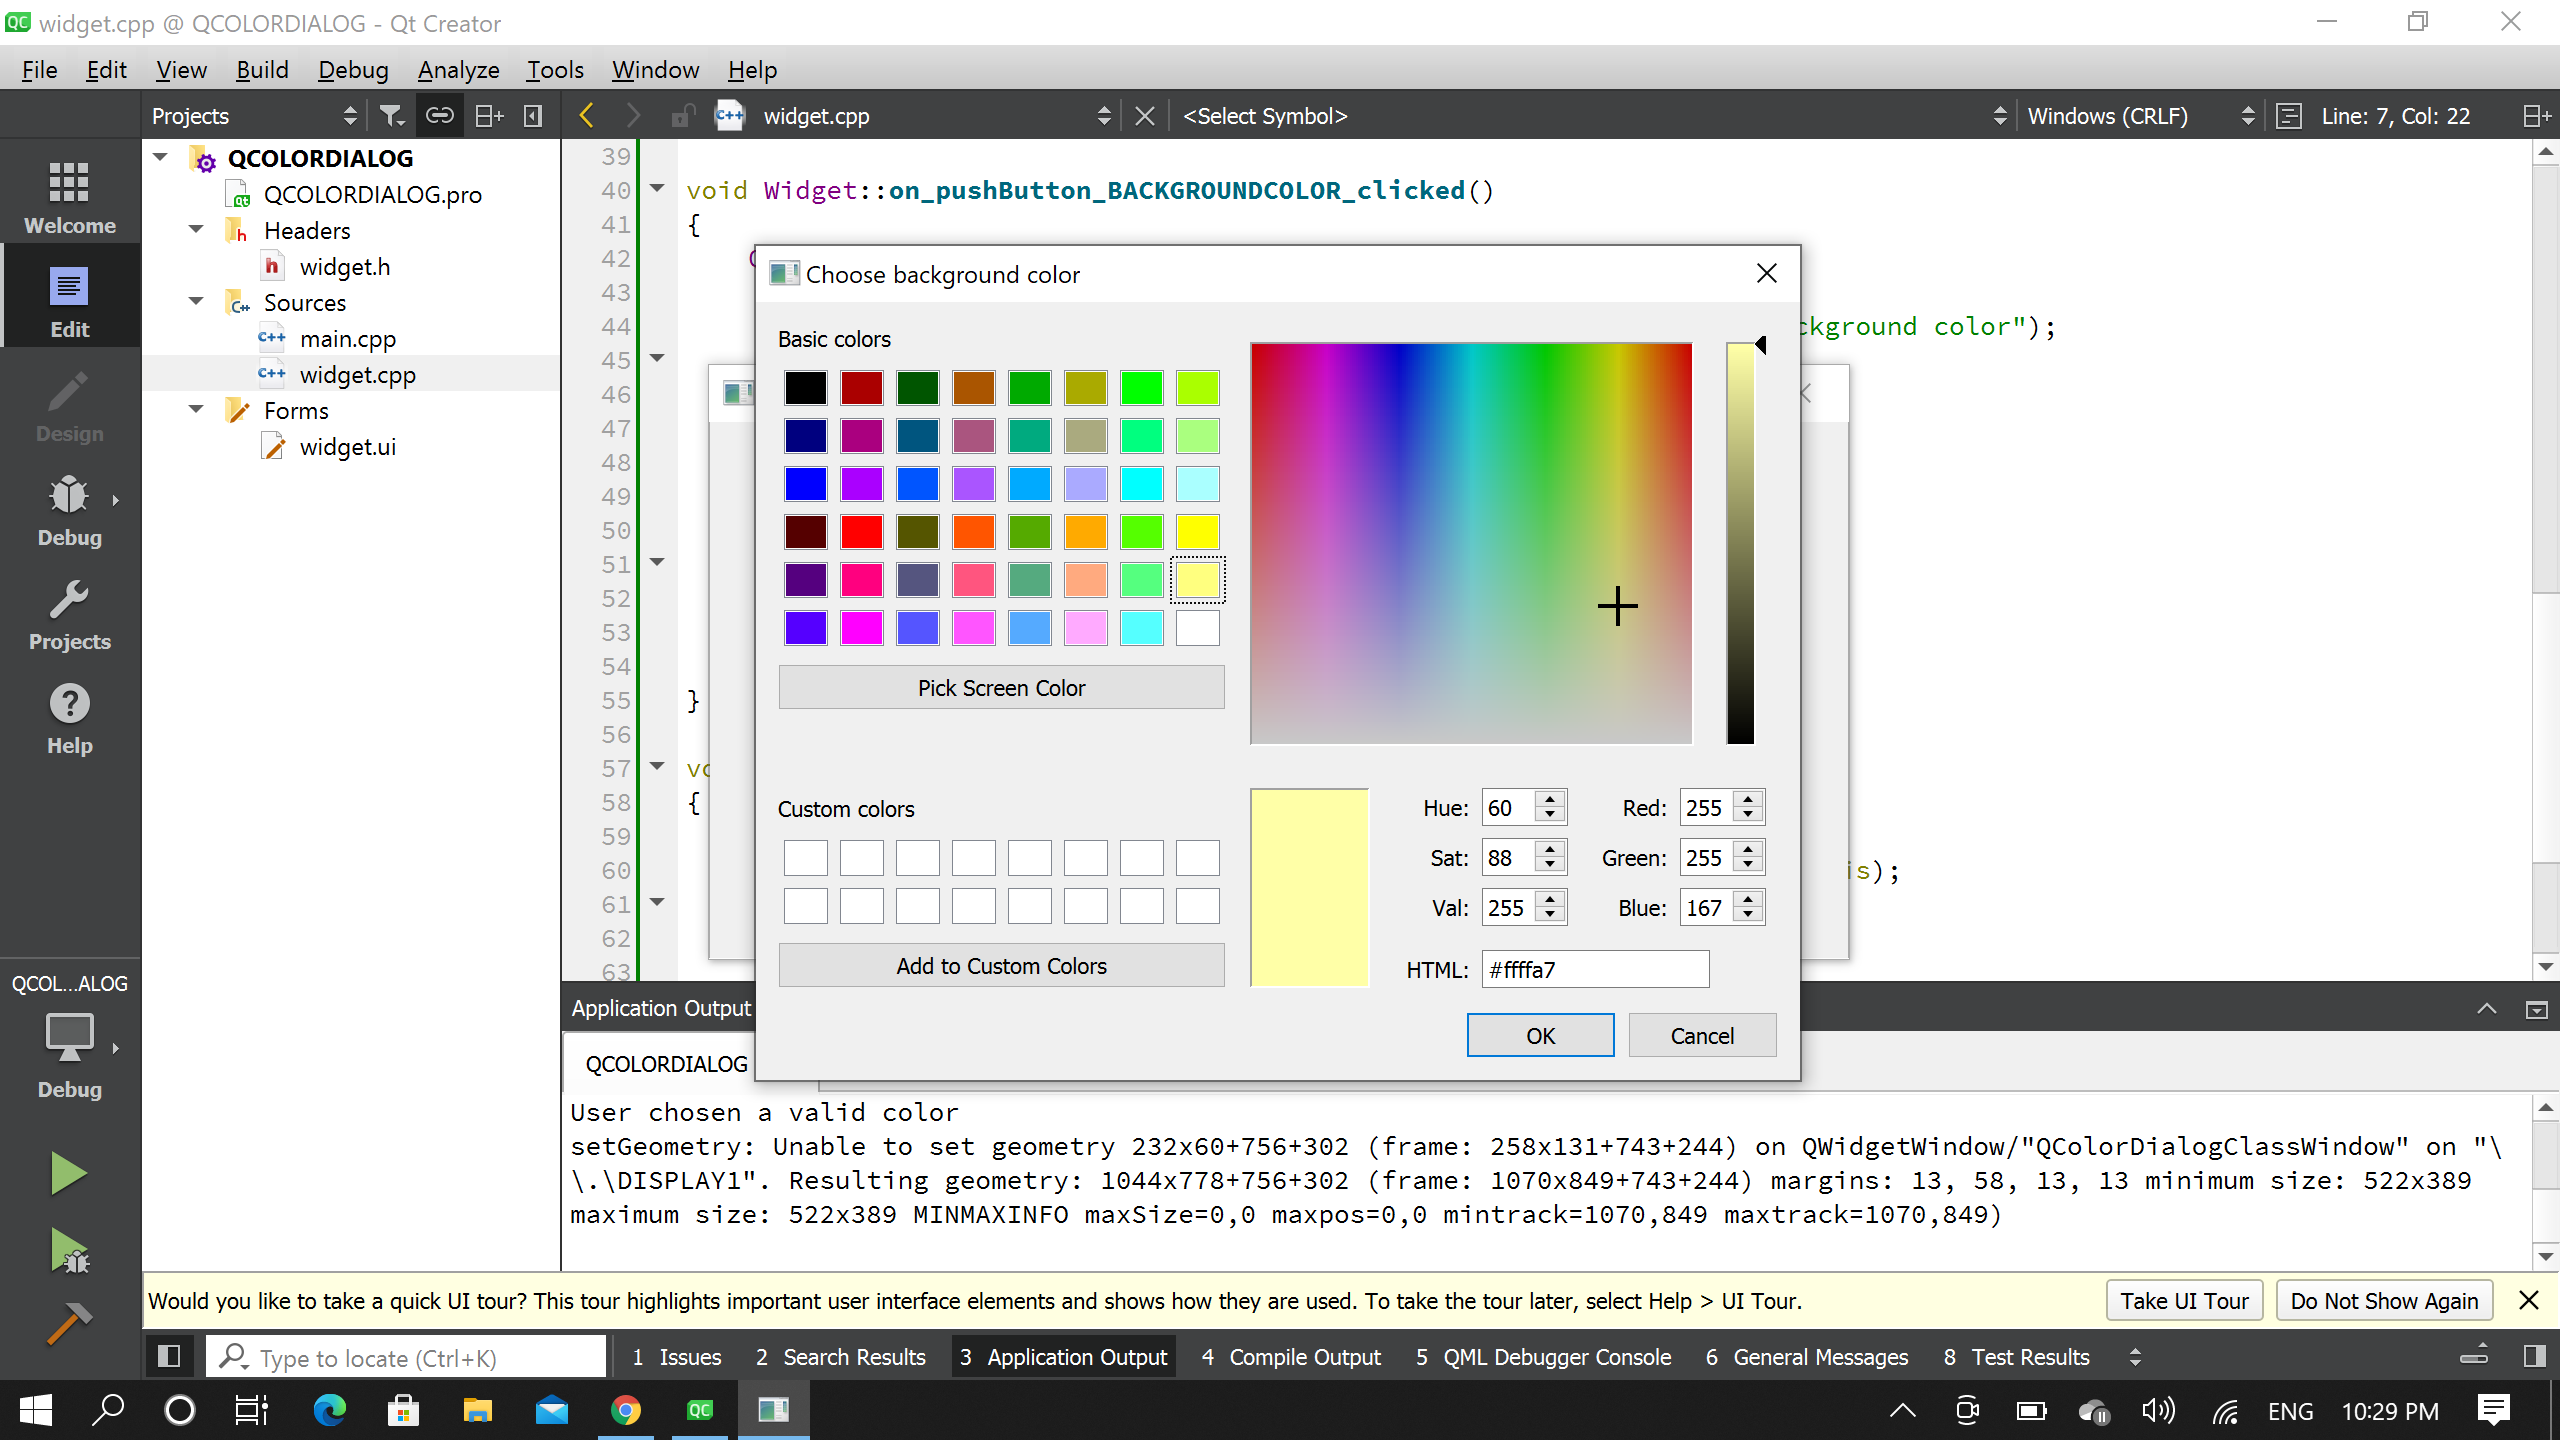 widget.cpp @ QCOLORDIALOG - Qt Creator
File Edit View Build Debug Analyze Tools Window Help
Projects
widget.cpp
<Select Symbol>
Windows (CRLF)
Line: 7, Col: 22
Welcome
Edit
Design
Debug
Projects
Help
QCOL...ALOG
Debug
QCOLORDIALOG
QCOLORDIALOG.pro
Headers
widget.h
Sources
main.cpp
widget.cpp
Forms
widget.ui
39
40 void Widget::on_pushButton_BACKGROUNDCOLOR_clicked()
41 {
42
43
44 ckground color");
45
46
47
48
49
50
51
52
53
54
55 }
56
57 vo
58 {
59
60 is);
61
62
63
Choose background color
Basic colors
Pick Screen Color
Custom colors
Add to Custom Colors
Hue: 60 Red: 255
Sat: 88 Green: 255
Val: 255 Blue: 167
HTML: #ffffa7
OK Cancel
Application Output
QCOLORDIALOG
User chosen a valid color
setGeometry: Unable to set geometry 232x60+756+302 (frame: 258x131+743+244) on QWidgetWindow/"QColorDialogClassWindow" on "\
\.\DISPLAY1". Resulting geometry: 1044x778+756+302 (frame: 1070x849+743+244) margins: 13, 58, 13, 13 minimum size: 522x389
maximum size: 522x389 MINMAXINFO maxSize=0,0 maxpos=0,0 mintrack=1070,849 maxtrack=1070,849)
Would you like to take a quick UI tour? This tour highlights important user interface elements and shows how they are used. To take the tour later, select Help > UI Tour.
Take UI Tour
Do Not Show Again
Type to locate (Ctrl+K)
1 Issues 2 Search Results 3 Application Output 4 Compile Output 5 QML Debugger Console 6 General Messages 8 Test Results
ENG 10:29 PM